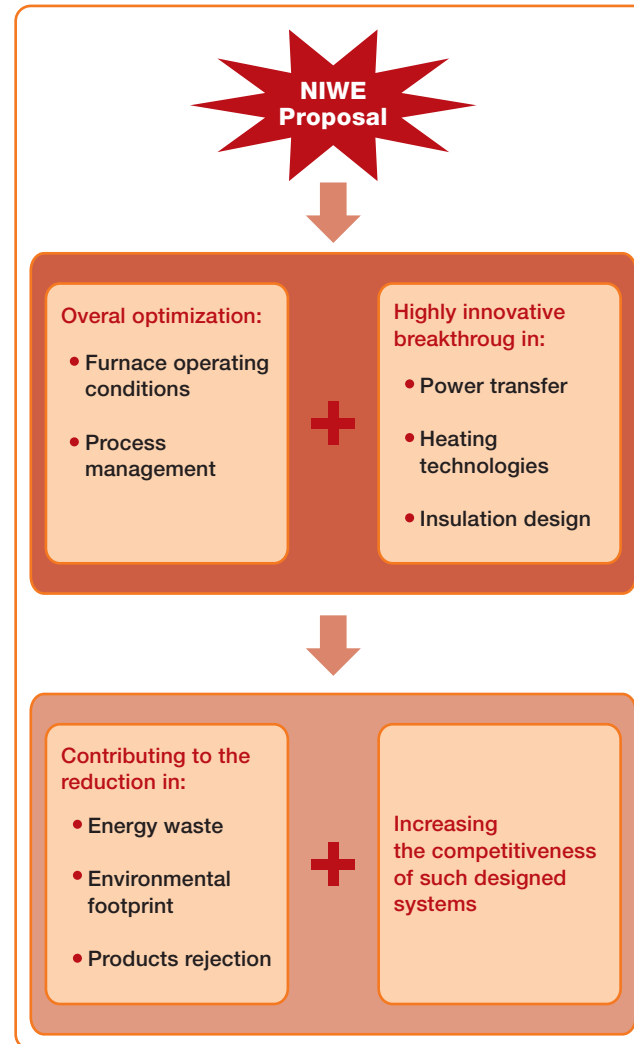 NIWE
Proposal
Overal optimization:
• Furnace operating
conditions
• Process
management
Highly innovative
breakthroug in:
• Power transfer
• Heating
technologies
• Insulation design
Contributing to the
reduction in:
• Energy waste
• Environmental
footprint
• Products rejection
Increasing
the competitiveness
of such designed
systems